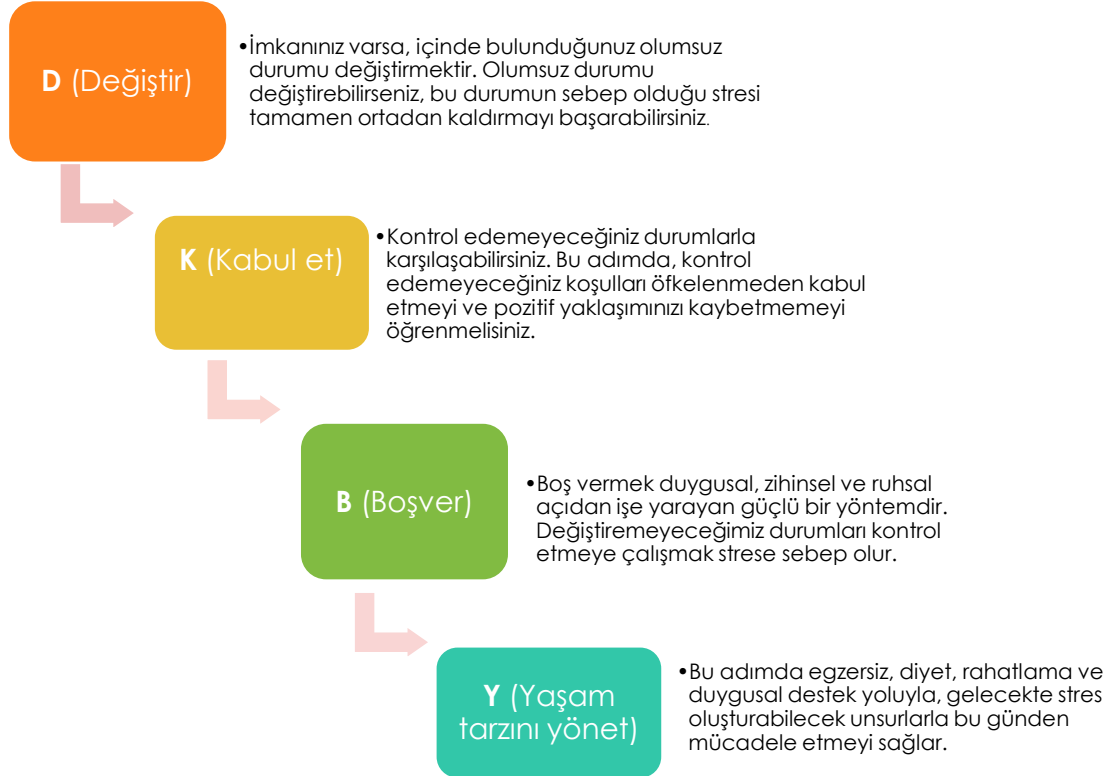 D (Değiştir)
•İmkanınız varsa, içinde bulunduğunuz olumsuz
durumu değiştirmektir. Olumsuz durumu
değiştirebilirseniz, bu durumun sebep olduğu stresi
tamamen ortadan kaldırmayı başarabilirsiniz.
K (Kabul et)
•Kontrol edemeyeceğiniz durumlarla
karşılaşabilirsiniz. Bu adımda, kontrol
edemeyeceğiniz koşulları öfkelenmeden kabul
etmeyi ve pozitif yaklaşımınızı kaybetmemeyi
öğrenmelisiniz.
B (Boşver)
•Boş vermek duygusal, zihinsel ve ruhsal
açıdan işe yarayan güçlü bir yöntemdir.
Değiştiremeyeceğimiz durumları kontrol
etmeye çalışmak strese sebep olur.
Y (Yaşam
tarzını yönet)
•Bu adımda egzersiz, diyet, rahatlama ve
duygusal destek yoluyla, gelecekte stres
oluşturabilecek unsurlarla bu günden
mücadele etmeyi sağlar.